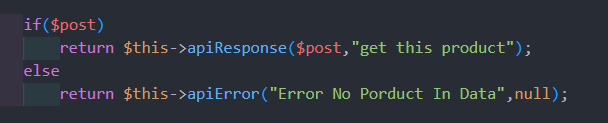 if($post)
return $this->apiResponse($post,"get this product");
else
return $this->apiError("Error No Porduct In Data",null);